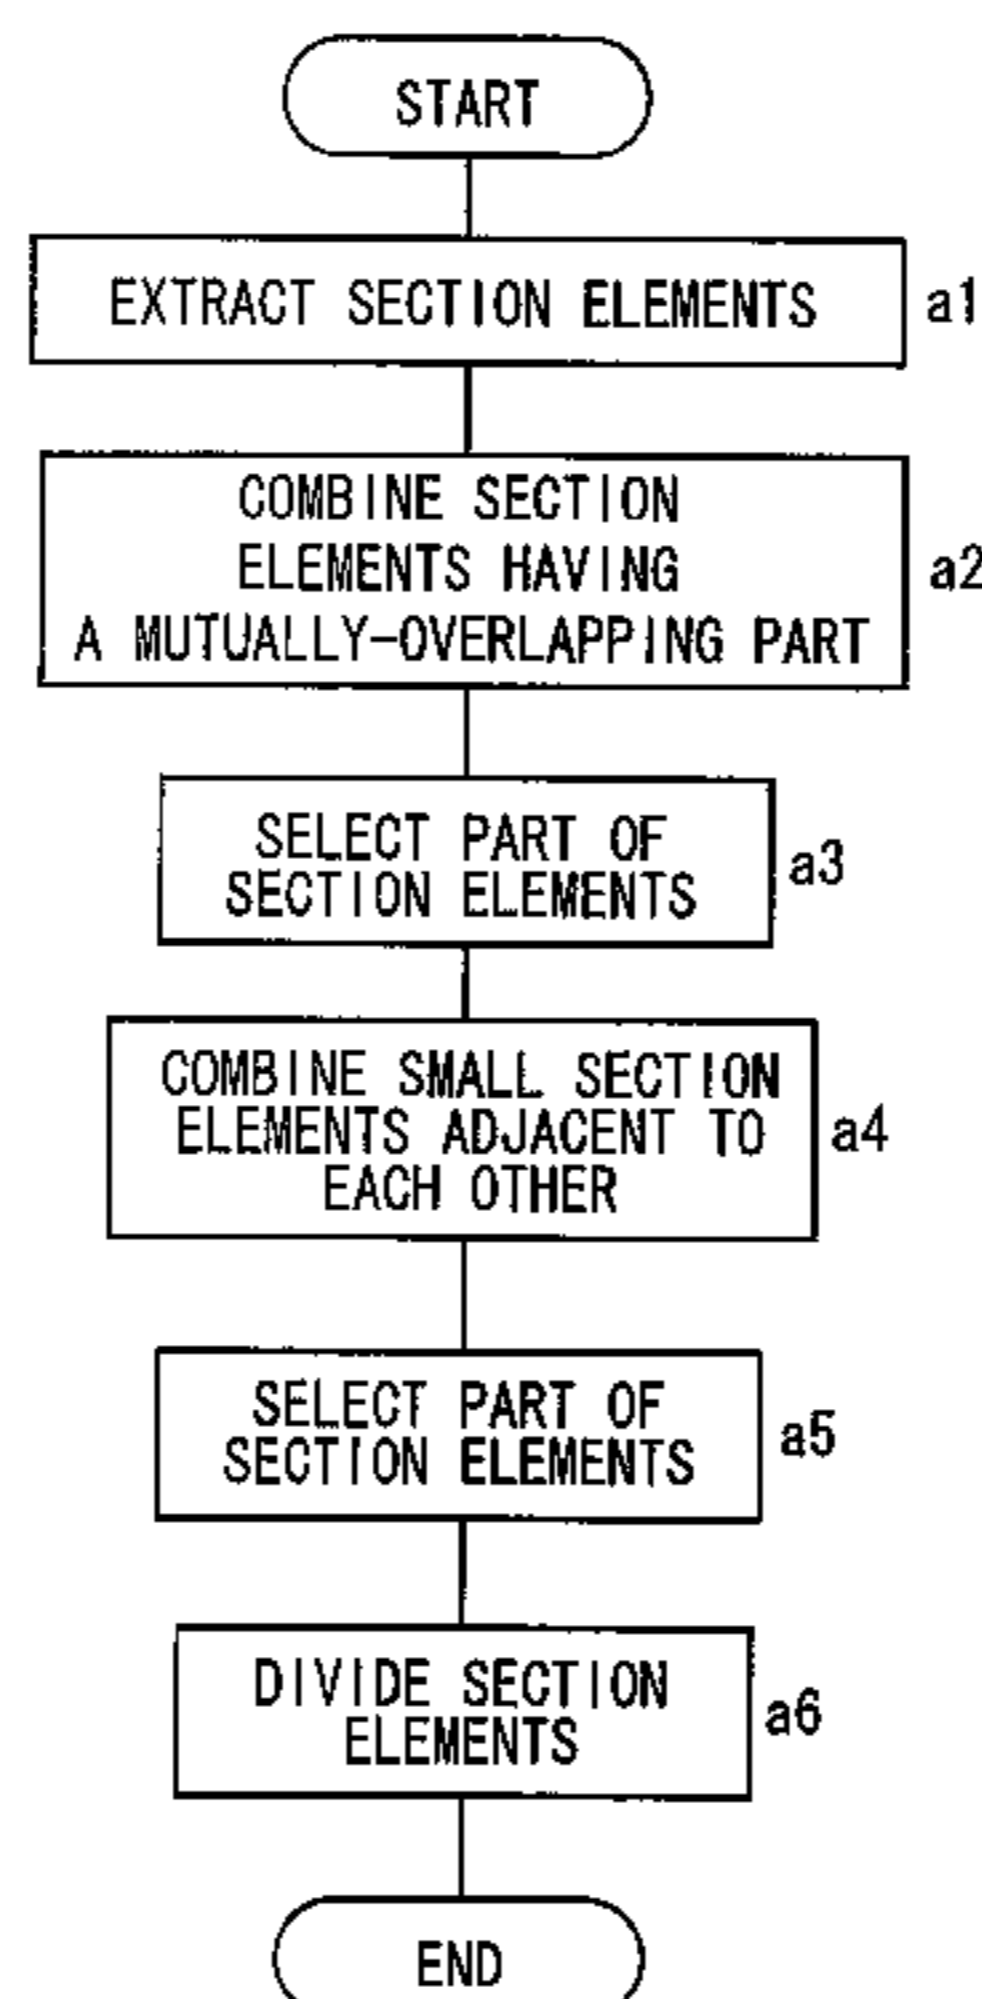 START
EXTRACT SECTION ELEMENTS
a1
COMBINE SECTION
ELEMENTS HAVING
A MUTUALLY-OVERLAPPING PART
a2
SELECT PART OF
SECTION ELEMENTS
a3
COMBINE SMALL SECTION
ELEMENTS ADJACENT TO
EACH OTHER
a4
SELECT PART OF
SECTION ELEMENTS
a5
DIVIDE SECTION
ELEMENTS
a6
END